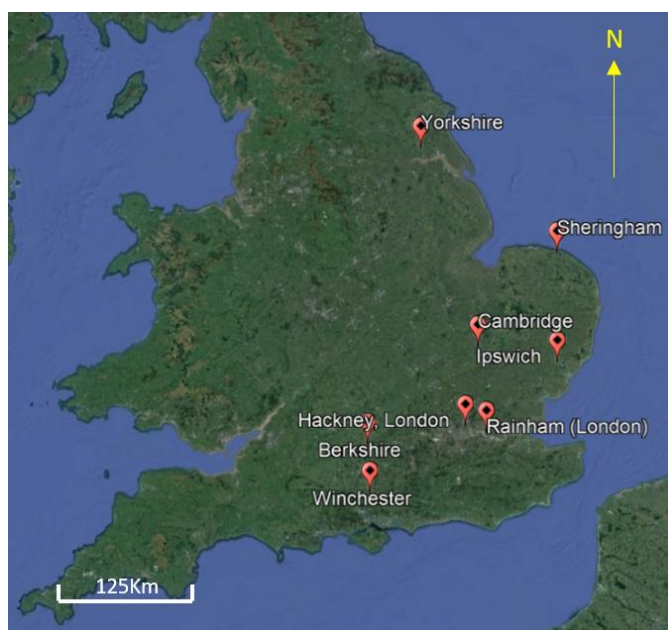 N
Yorkshire
Sheringham
Cambridge
Ipswich
Hackney, London
Rainham (London)
Berkshire
Winchester
125Km